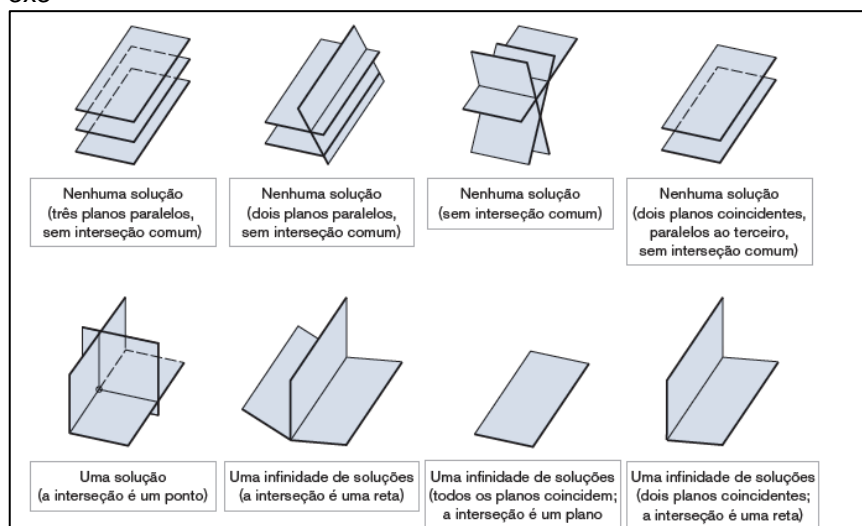 Nenhuma solução
(três planos paralelos,
sem interseção comum)
Nenhuma solução
(dois planos paralelos,
sem interseção comum)
Nenhuma solução
(sem interseção comum)
Nenhuma solução
(dois planos coincidentes,
paralelos ao terceiro,
sem interseção comum)
Uma solução
(a interseção é um ponto)
Uma infinidade de soluções
(a interseção é uma reta)
Uma infinidade de soluções
(todos os planos coincidem;
a interseção é um plano
Uma infinidade de soluções
(dois planos coincidentes;
a interseção é uma reta)